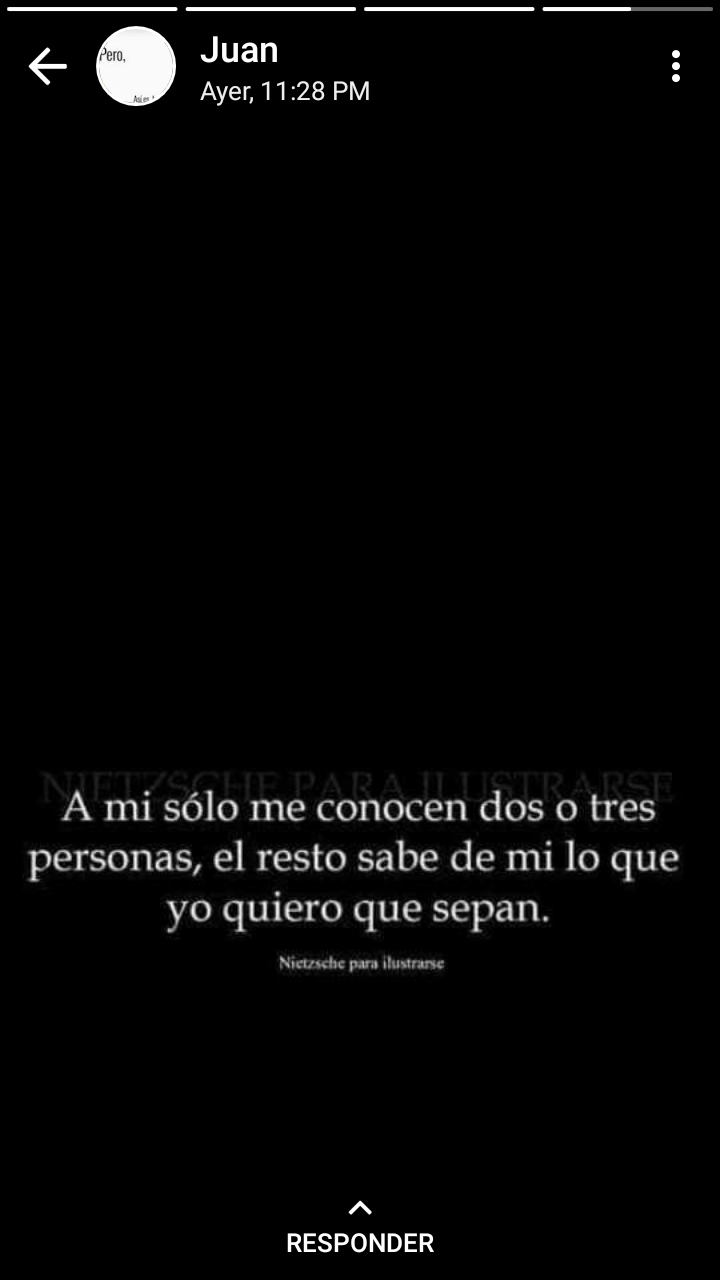 Pero,
Juan
Ayer, 11:28 PM
NIETZSCHE PARA ILUSTRARSE
A mi sólo me conocen dos o tres
personas, el resto sabe de mi lo que
yo quiero que sepan.
Nietzsche para ilustrarse
RESPONDER